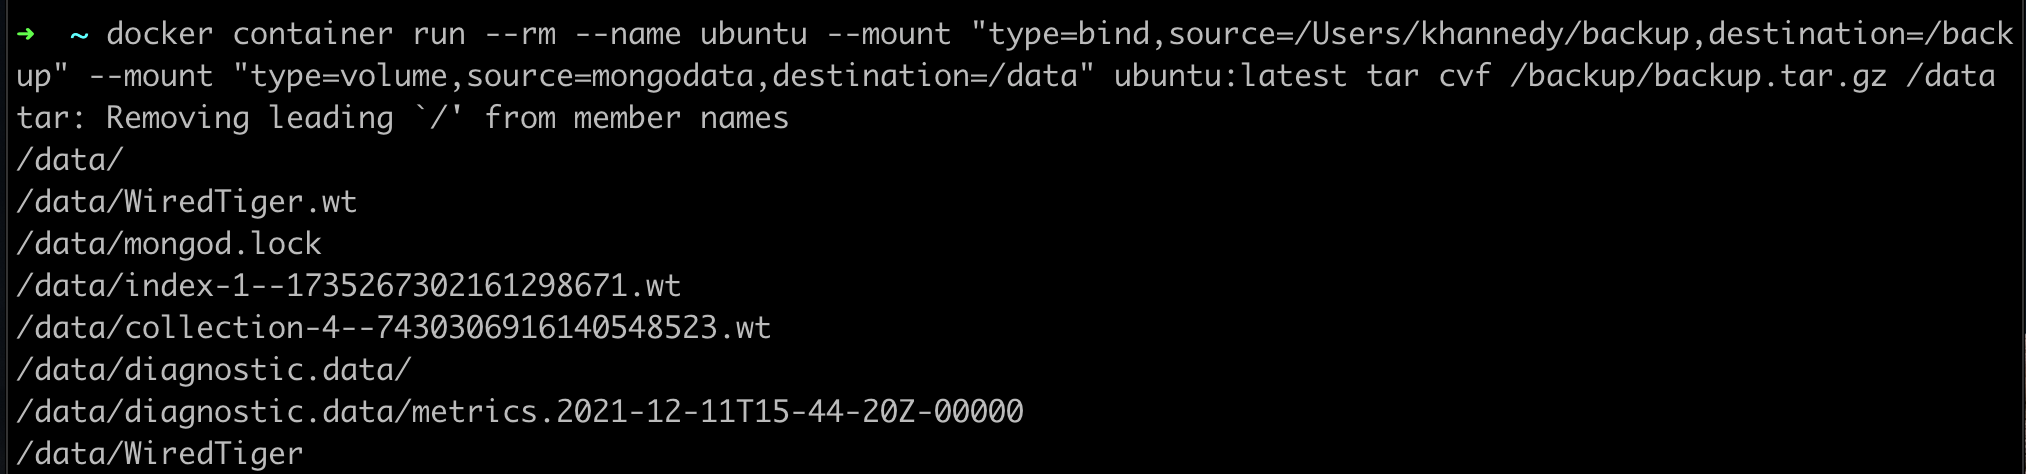 ➜  ~ docker container run --rm --name ubuntu --mount "type=bind,source=/Users/khannedy/backup,destination=/back
up" --mount "type=volume,source=mongodata,destination=/data" ubuntu:latest tar cvf /backup/backup.tar.gz /data
tar: Removing leading `/' from member names
/data/
/data/WiredTiger.wt
/data/mongod.lock
/data/index-1--1735267302161298671.wt
/data/collection-4--7430306916140548523.wt
/data/diagnostic.data/
/data/diagnostic.data/metrics.2021-12-11T15-44-20Z-00000
/data/WiredTiger